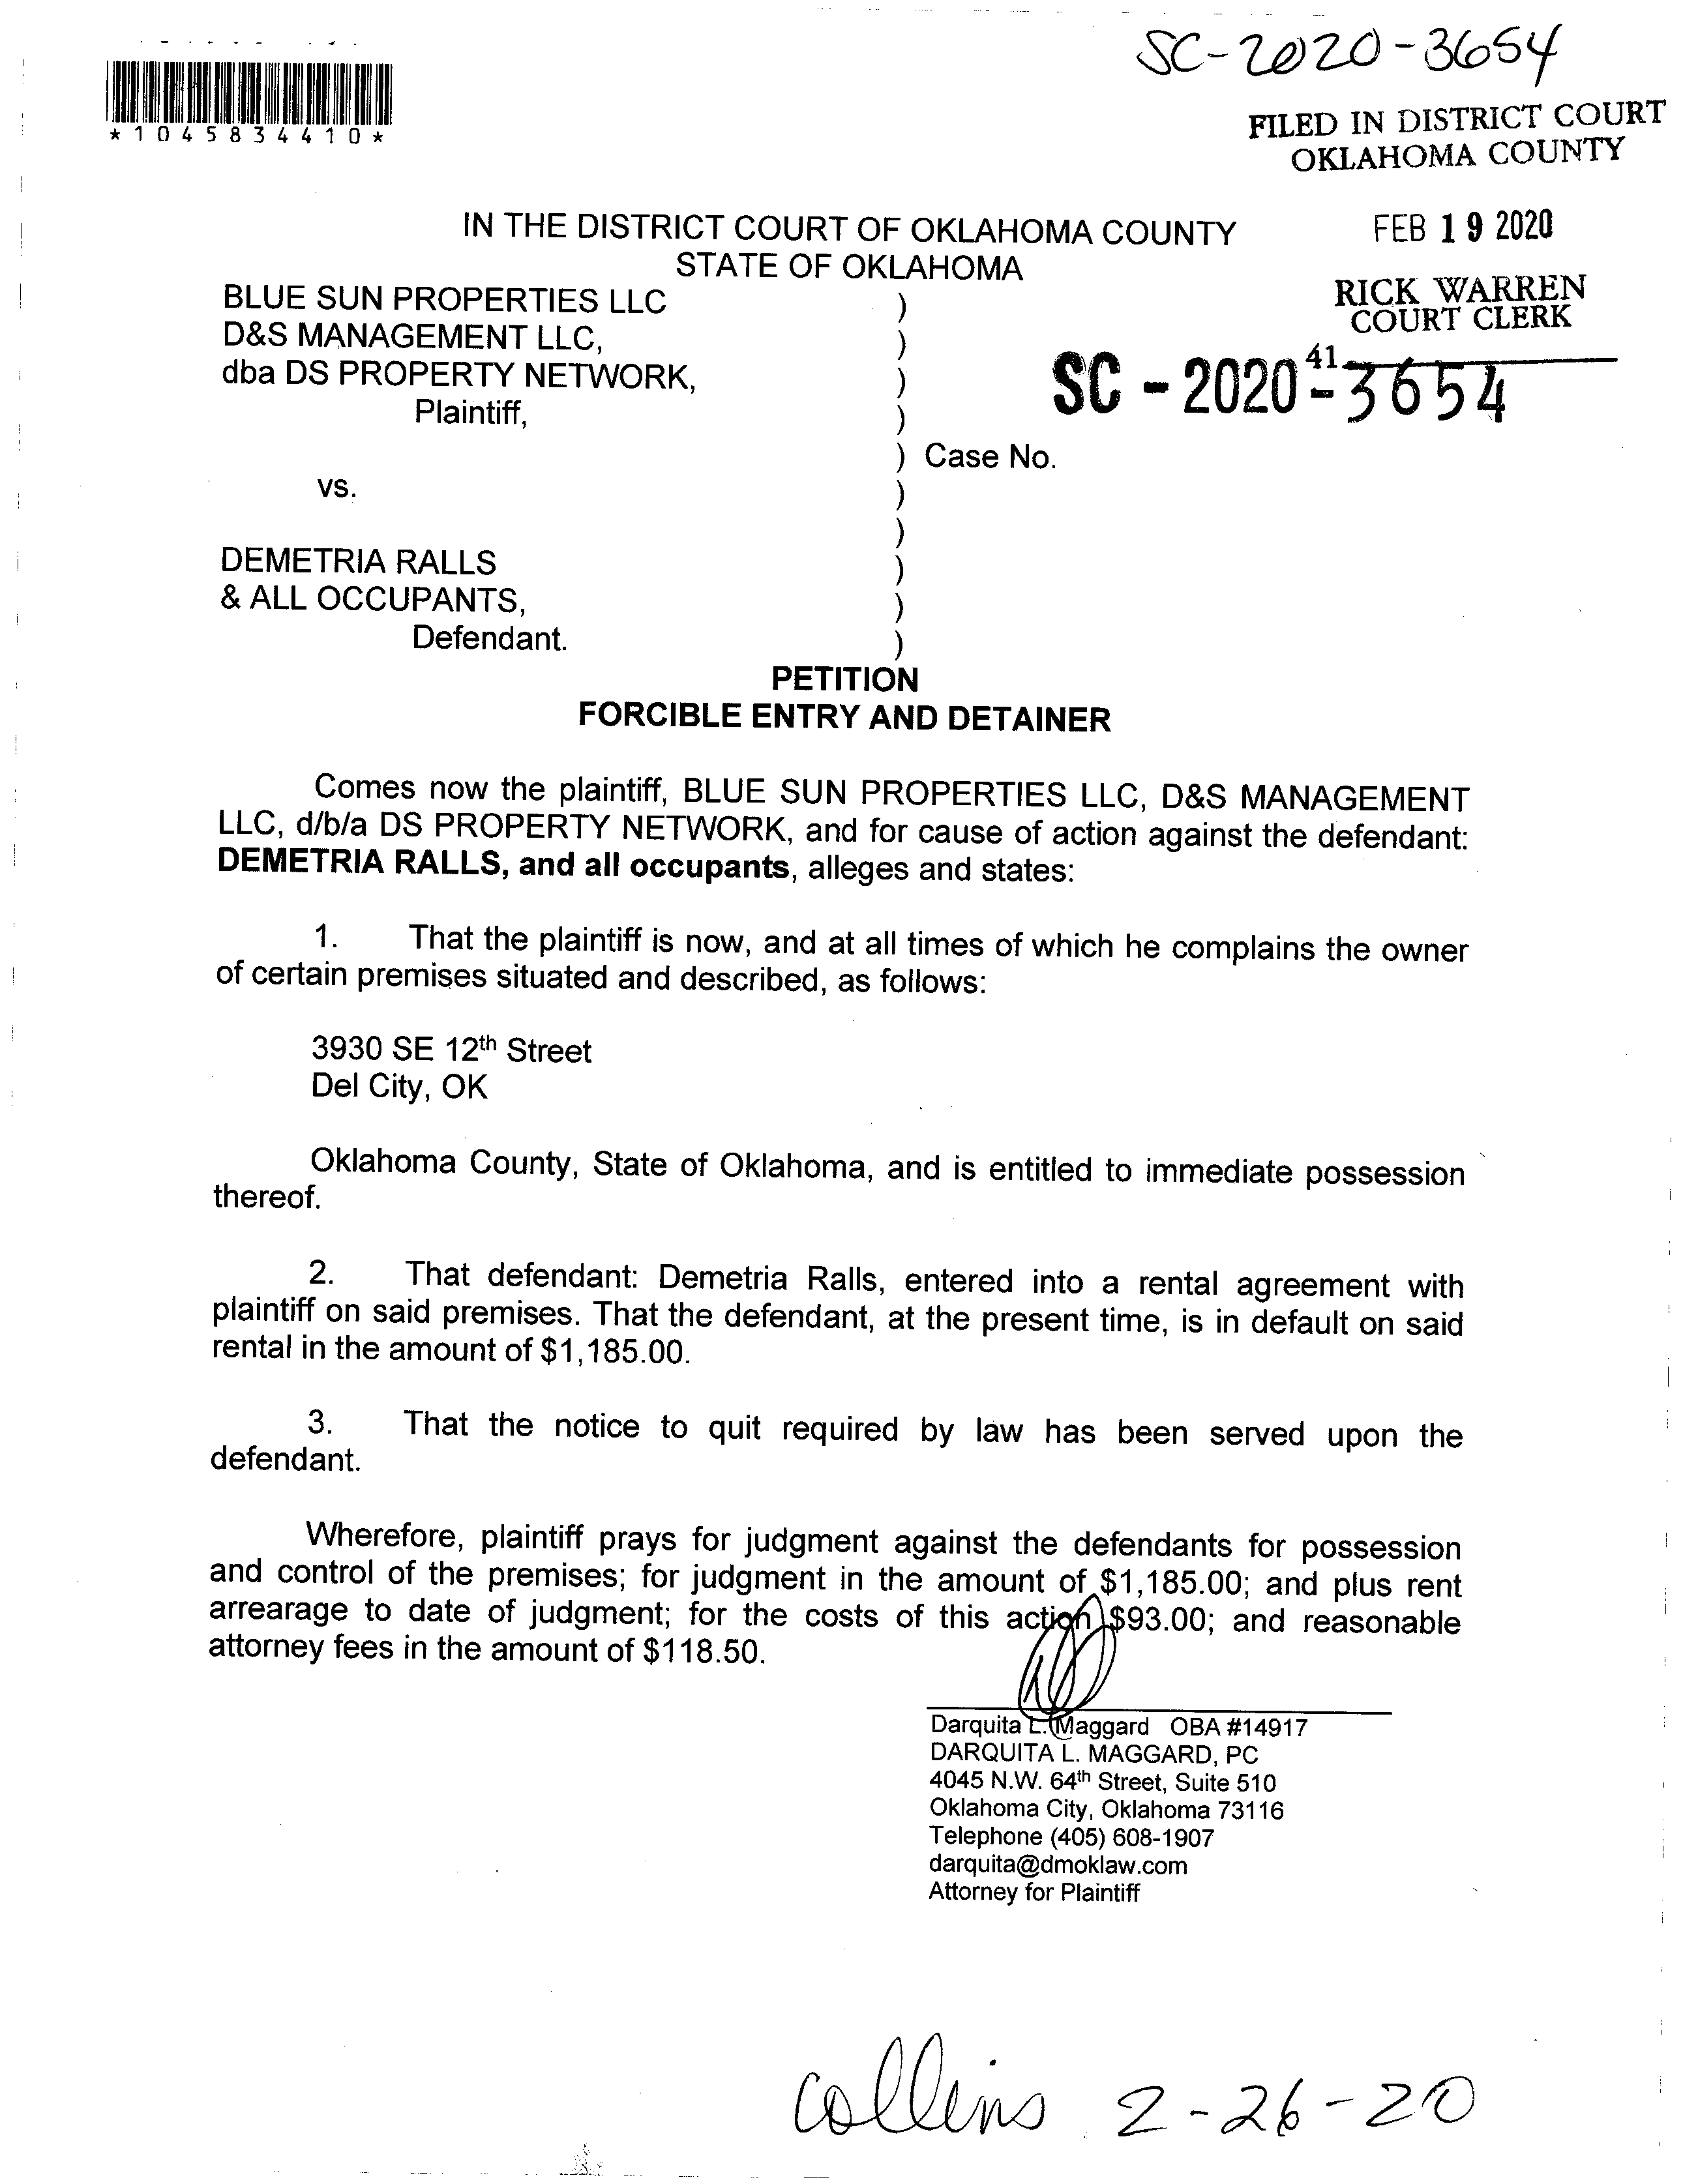 SC-2020-3654
*1045834410*
FILED IN DISTRICT COURT
OKLAHOMA COUNTY
FEB 19 2020
RICK WARREN
COURT CLERK
41
SC - 2020 - 3654
IN THE DISTRICT COURT OF OKLAHOMA COUNTY
STATE OF OKLAHOMA
BLUE SUN PROPERTIES LLC )
D&S MANAGEMENT LLC, )
dba DS PROPERTY NETWORK, )
Plaintiff, )
) Case No.
vs. )
)
DEMETRIA RALLS )
& ALL OCCUPANTS, )
Defendant. )
PETITION
FORCIBLE ENTRY AND DETAINER
Comes now the plaintiff, BLUE SUN PROPERTIES LLC, D&S MANAGEMENT
LLC, d/b/a DS PROPERTY NETWORK, and for cause of action against the defendant:
DEMETRIA RALLS, and all occupants, alleges and states:
1. That the plaintiff is now, and at all times of which he complains the owner
of certain premises situated and described, as follows:
3930 SE 12th Street
Del City, OK
Oklahoma County, State of Oklahoma, and is entitled to immediate possession
thereof.
2. That defendant: Demetria Ralls, entered into a rental agreement with
plaintiff on said premises. That the defendant, at the present time, is in default on said
rental in the amount of $1,185.00.
3. That the notice to quit required by law has been served upon the
defendant.
Wherefore, plaintiff prays for judgment against the defendants for possession
and control of the premises; for judgment in the amount of $1,185.00; and plus rent
arrearage to date of judgment; for the costs of this action $93.00; and reasonable
attorney fees in the amount of $118.50.
Darquita L. Maggard OBA #14917
DARQUITA L. MAGGARD, PC
4045 N.W. 64th Street, Suite 510
Oklahoma City, Oklahoma 73116
Telephone (405) 608-1907
darquita@dmoklaw.com
Attorney for Plaintiff
collins 2-26-20